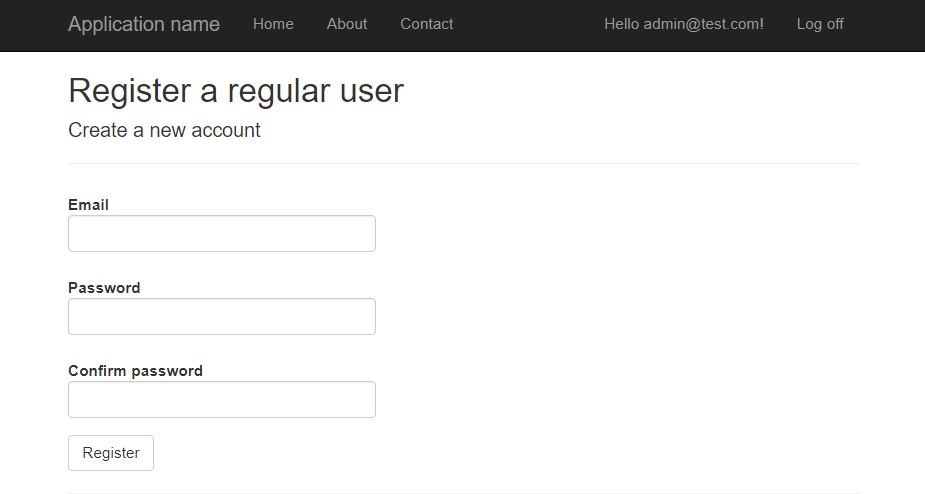 Application name Home About Contact Hello admin@test.com! Log off
Register a regular user
Create a new account
Email
Password
Confirm password
Register